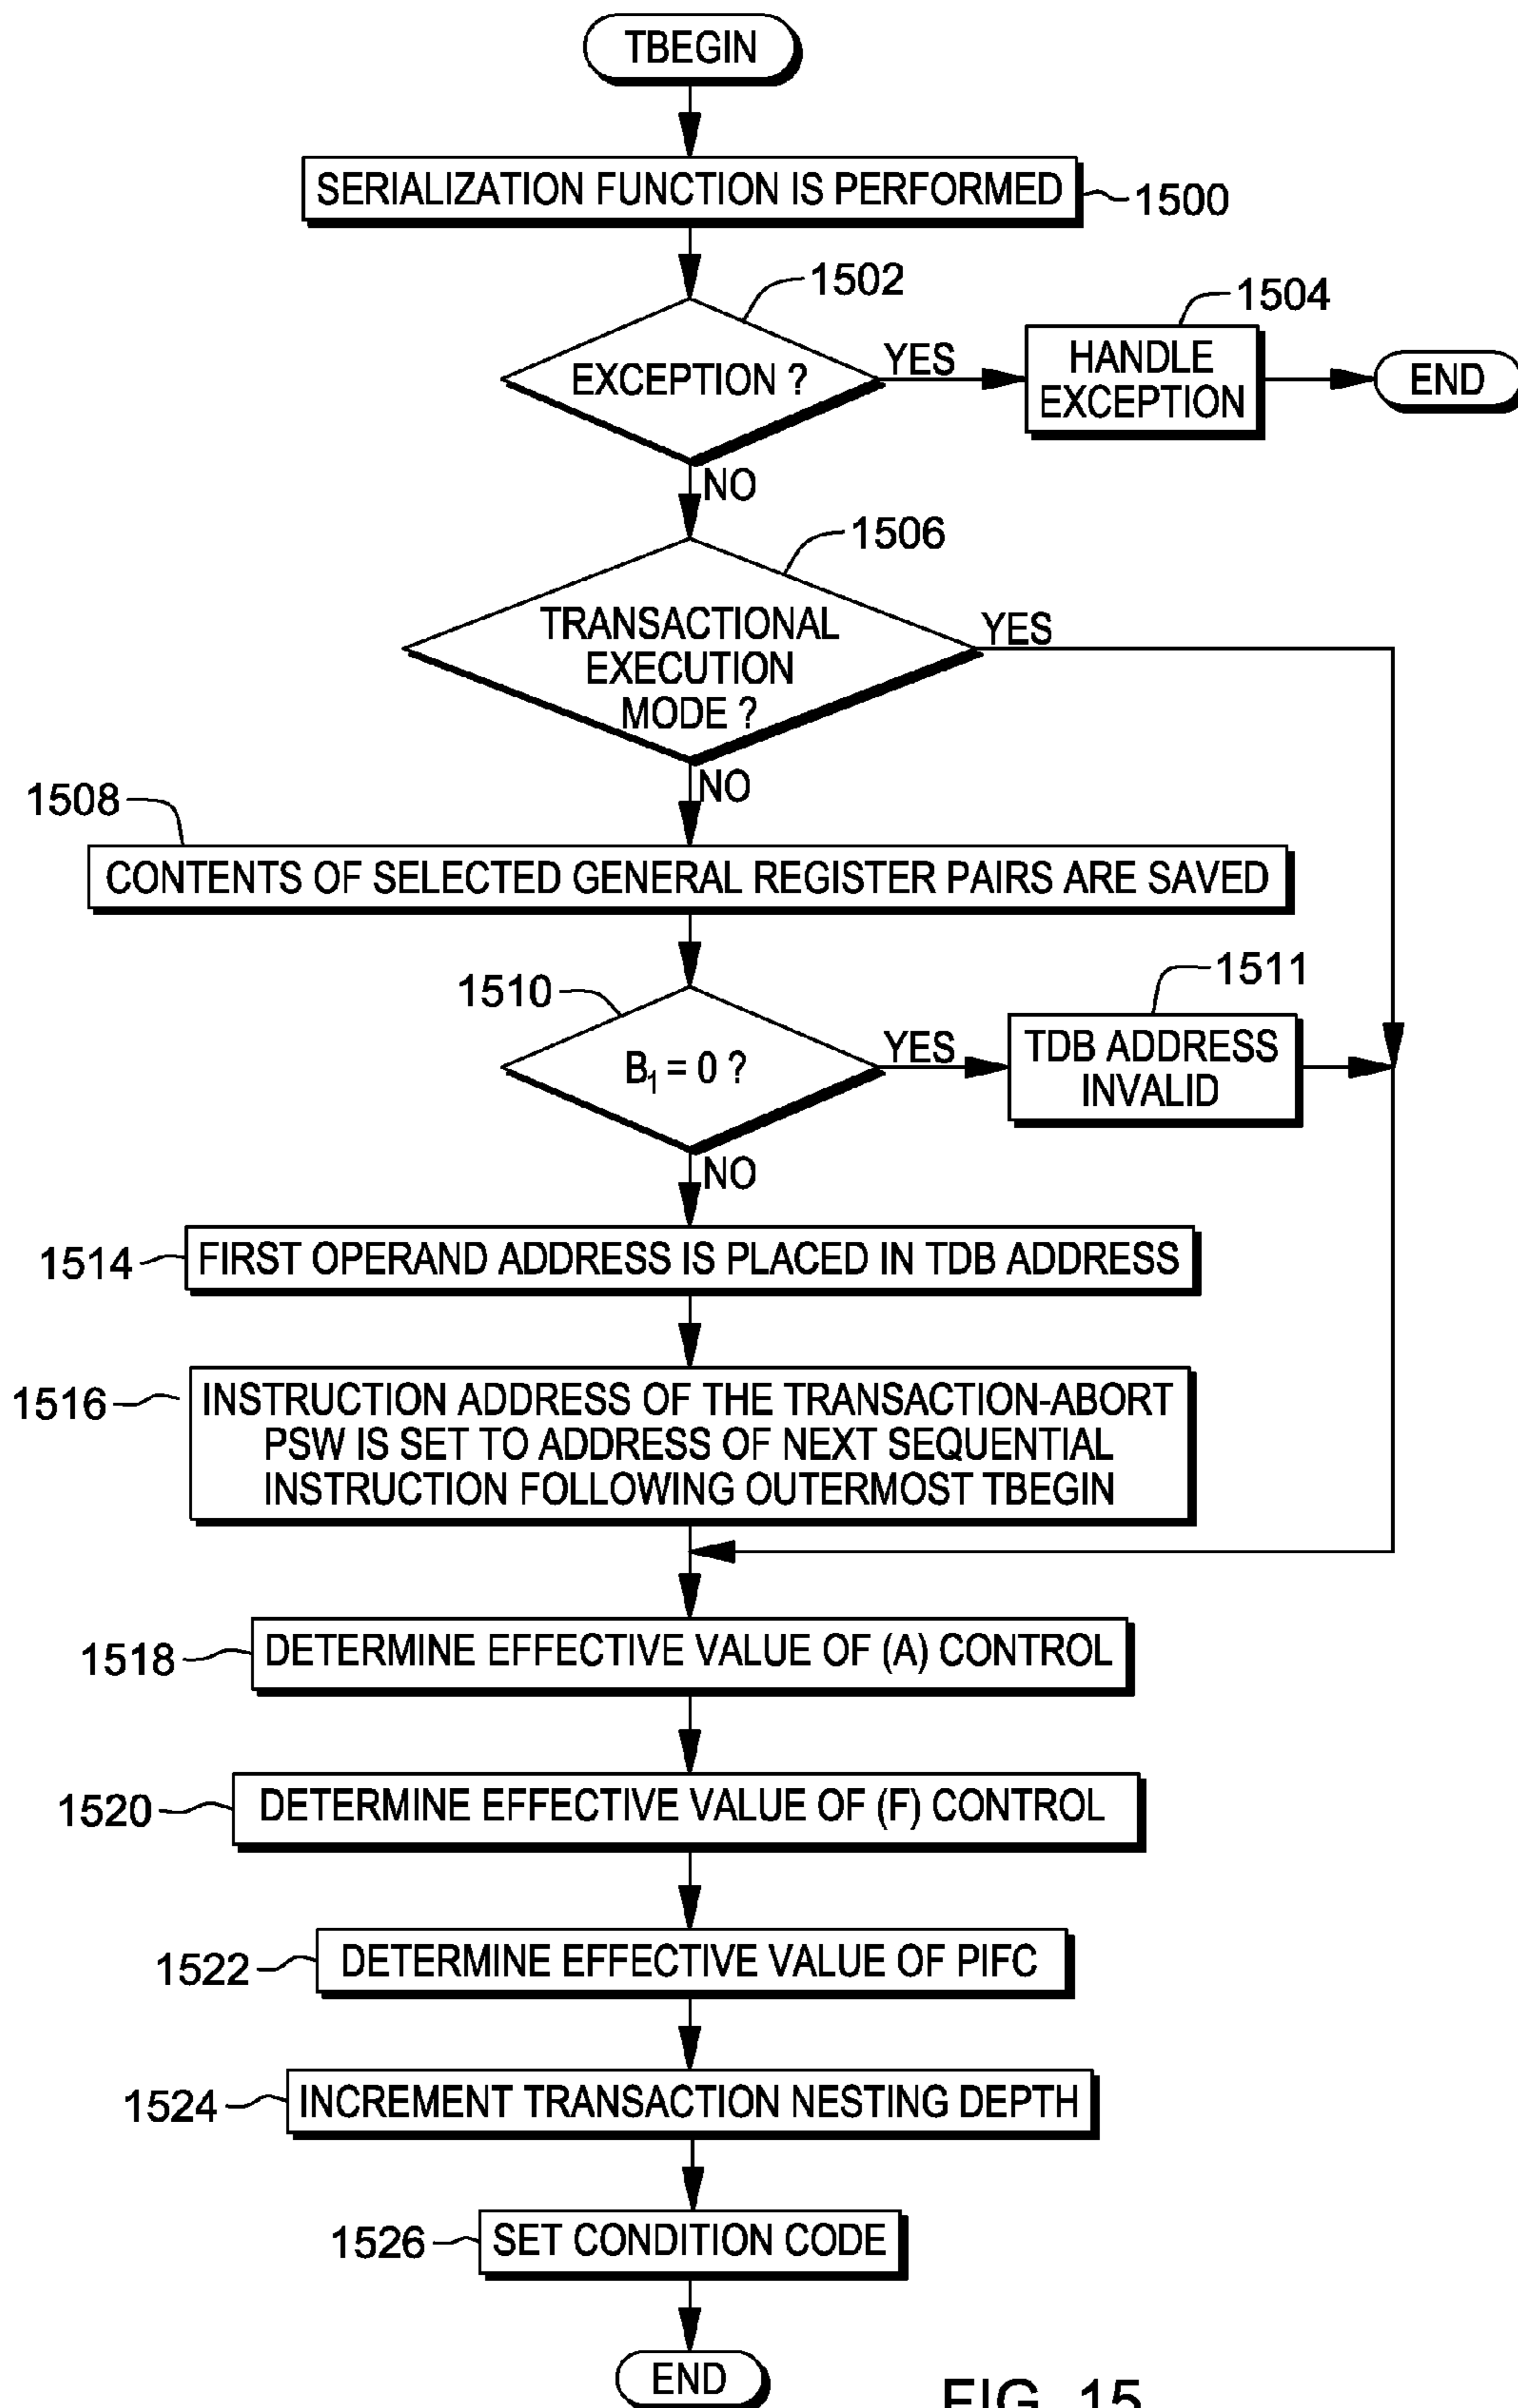 TBEGIN
SERIALIZATION FUNCTION IS PERFORMED
1500
1502
EXCEPTION ?
YES
1504
HANDLE
EXCEPTION
END
NO
1506
TRANSACTIONAL
EXECUTION
MODE ?
YES
NO
1508
CONTENTS OF SELECTED GENERAL REGISTER PAIRS ARE SAVED
1510
B₁ = 0 ?
YES
1511
TDB ADDRESS
INVALID
NO
1514
FIRST OPERAND ADDRESS IS PLACED IN TDB ADDRESS
1516
INSTRUCTION ADDRESS OF THE TRANSACTION-ABORT
PSW IS SET TO ADDRESS OF NEXT SEQUENTIAL
INSTRUCTION FOLLOWING OUTERMOST TBEGIN
1518
DETERMINE EFFECTIVE VALUE OF (A) CONTROL
1520
DETERMINE EFFECTIVE VALUE OF (F) CONTROL
1522
DETERMINE EFFECTIVE VALUE OF PIFC
1524
INCREMENT TRANSACTION NESTING DEPTH
1526
SET CONDITION CODE
END
FIG. 15